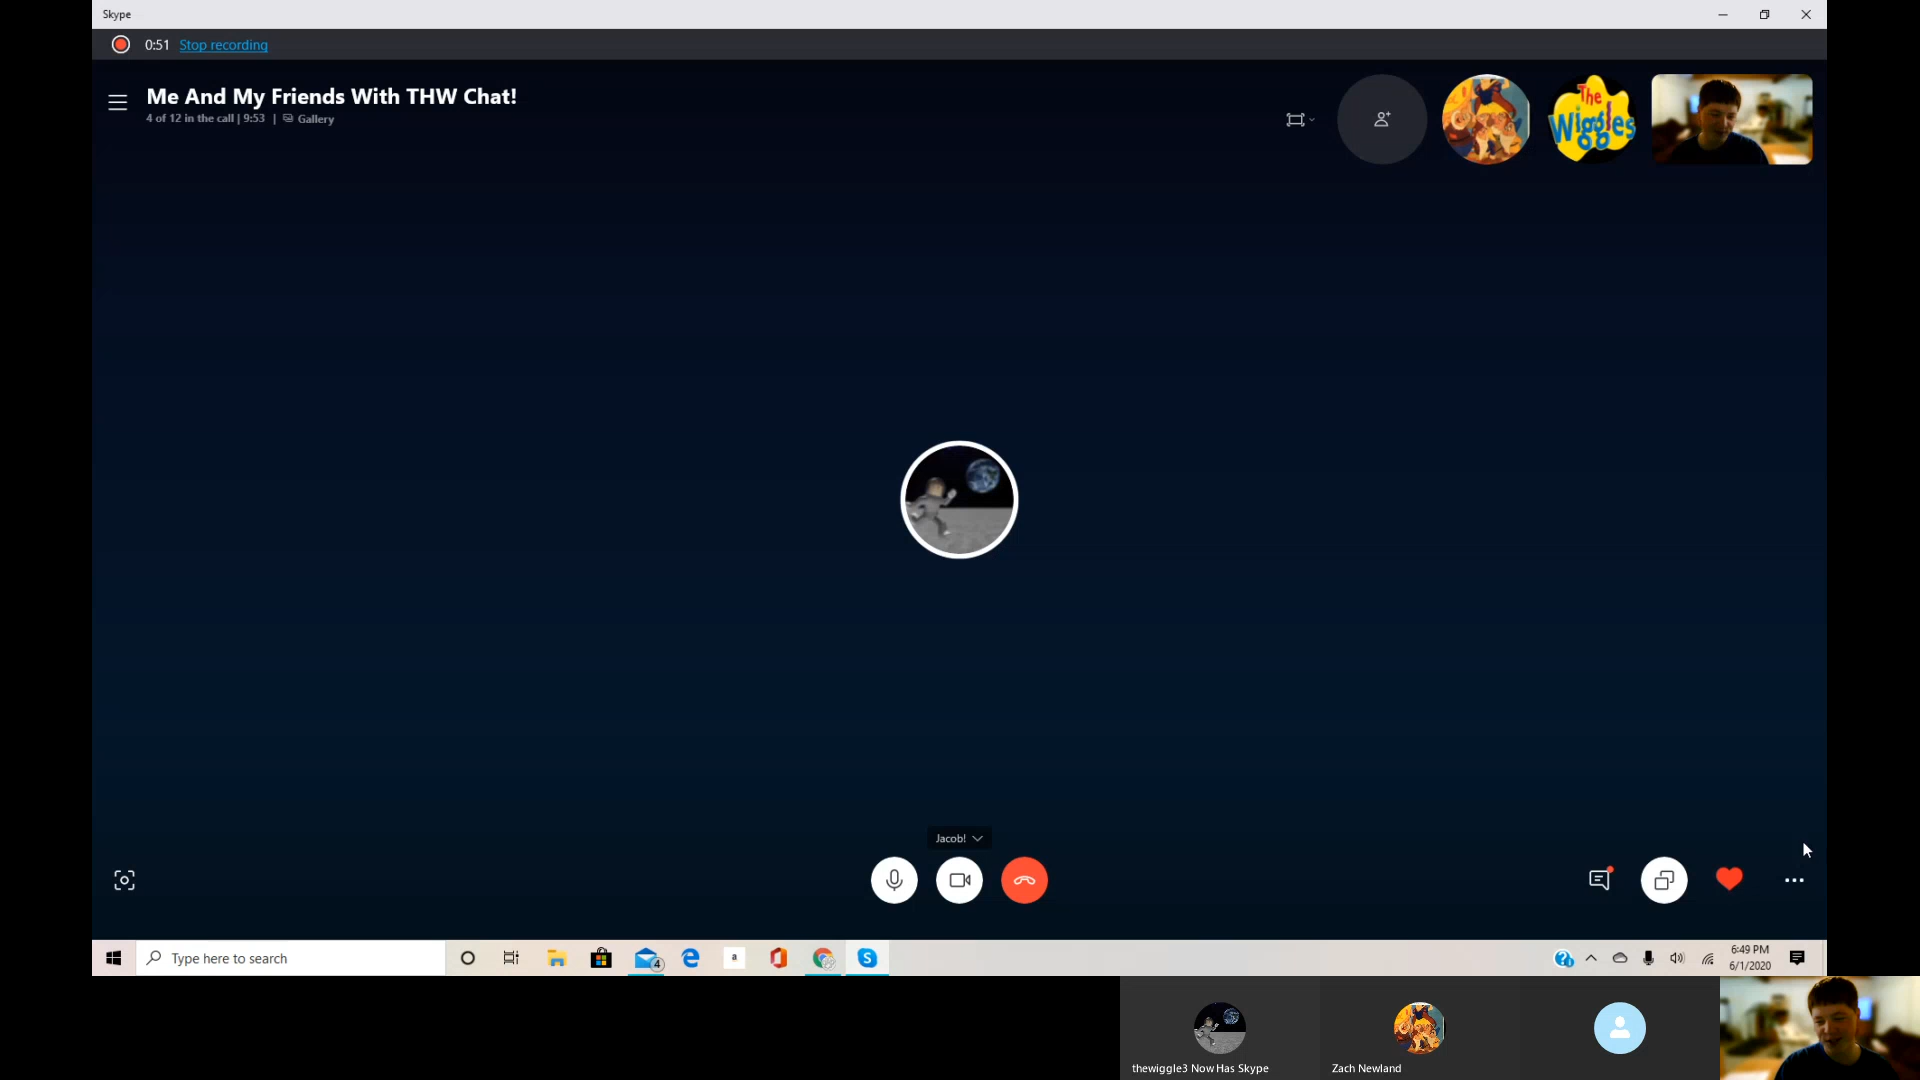 Skype
0:51 Stop recording
Me And My Friends With THW Chat!
4 of 12 in the call | 9:53 | Gallery
The
Wiggles
Jacob!
Type here to search
4
a
S
6:49 PM
6/1/2020
thewiggle3 Now Has Skype
Zach Newland